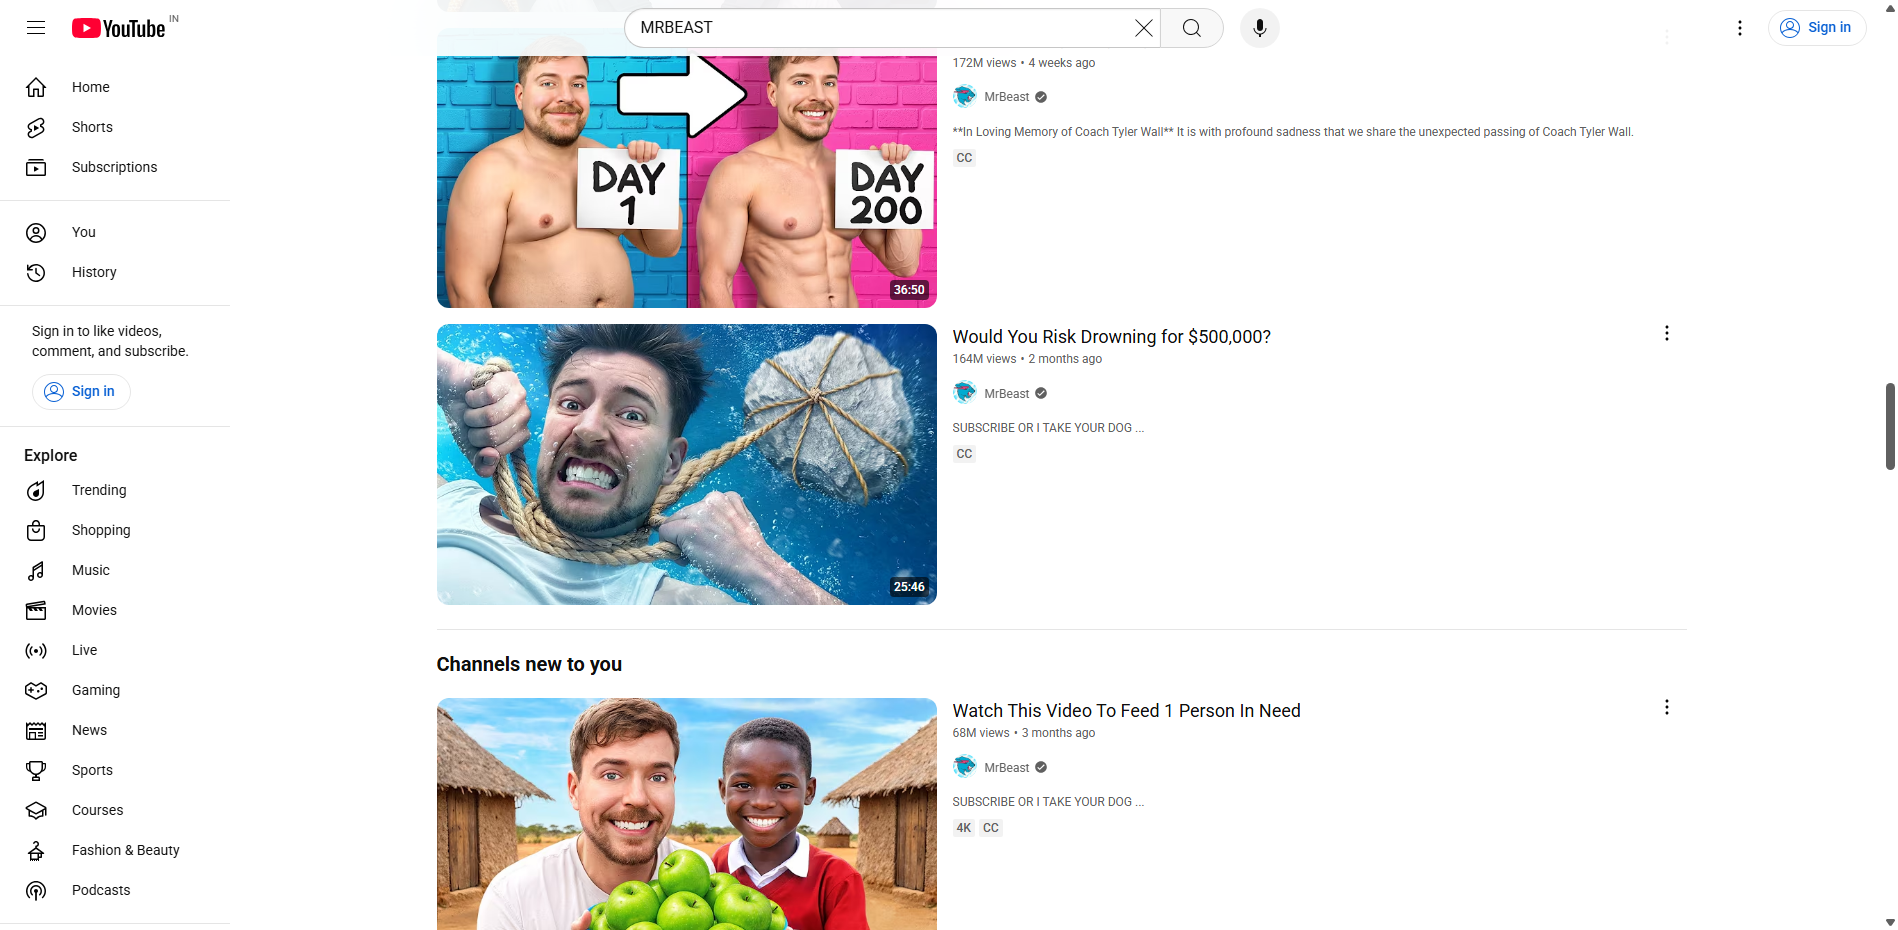 YouTube IN
MRBEAST
Sign in
Home
Shorts
Subscriptions
You
History
Sign in to like videos,
comment, and subscribe.
Sign in
Explore
Trending
Shopping
Music
Movies
Live
Gaming
News
Sports
Courses
Fashion & Beauty
Podcasts
DAY
1
DAY
200
36:50
172M views • 4 weeks ago
MrBeast
**In Loving Memory of Coach Tyler Wall** It is with profound sadness that we share the unexpected passing of Coach Tyler Wall.
CC
25:46
Would You Risk Drowning for $500,000?
164M views • 2 months ago
MrBeast
SUBSCRIBE OR I TAKE YOUR DOG ...
CC
Channels new to you
Watch This Video To Feed 1 Person In Need
68M views • 3 months ago
MrBeast
SUBSCRIBE OR I TAKE YOUR DOG ...
4K CC